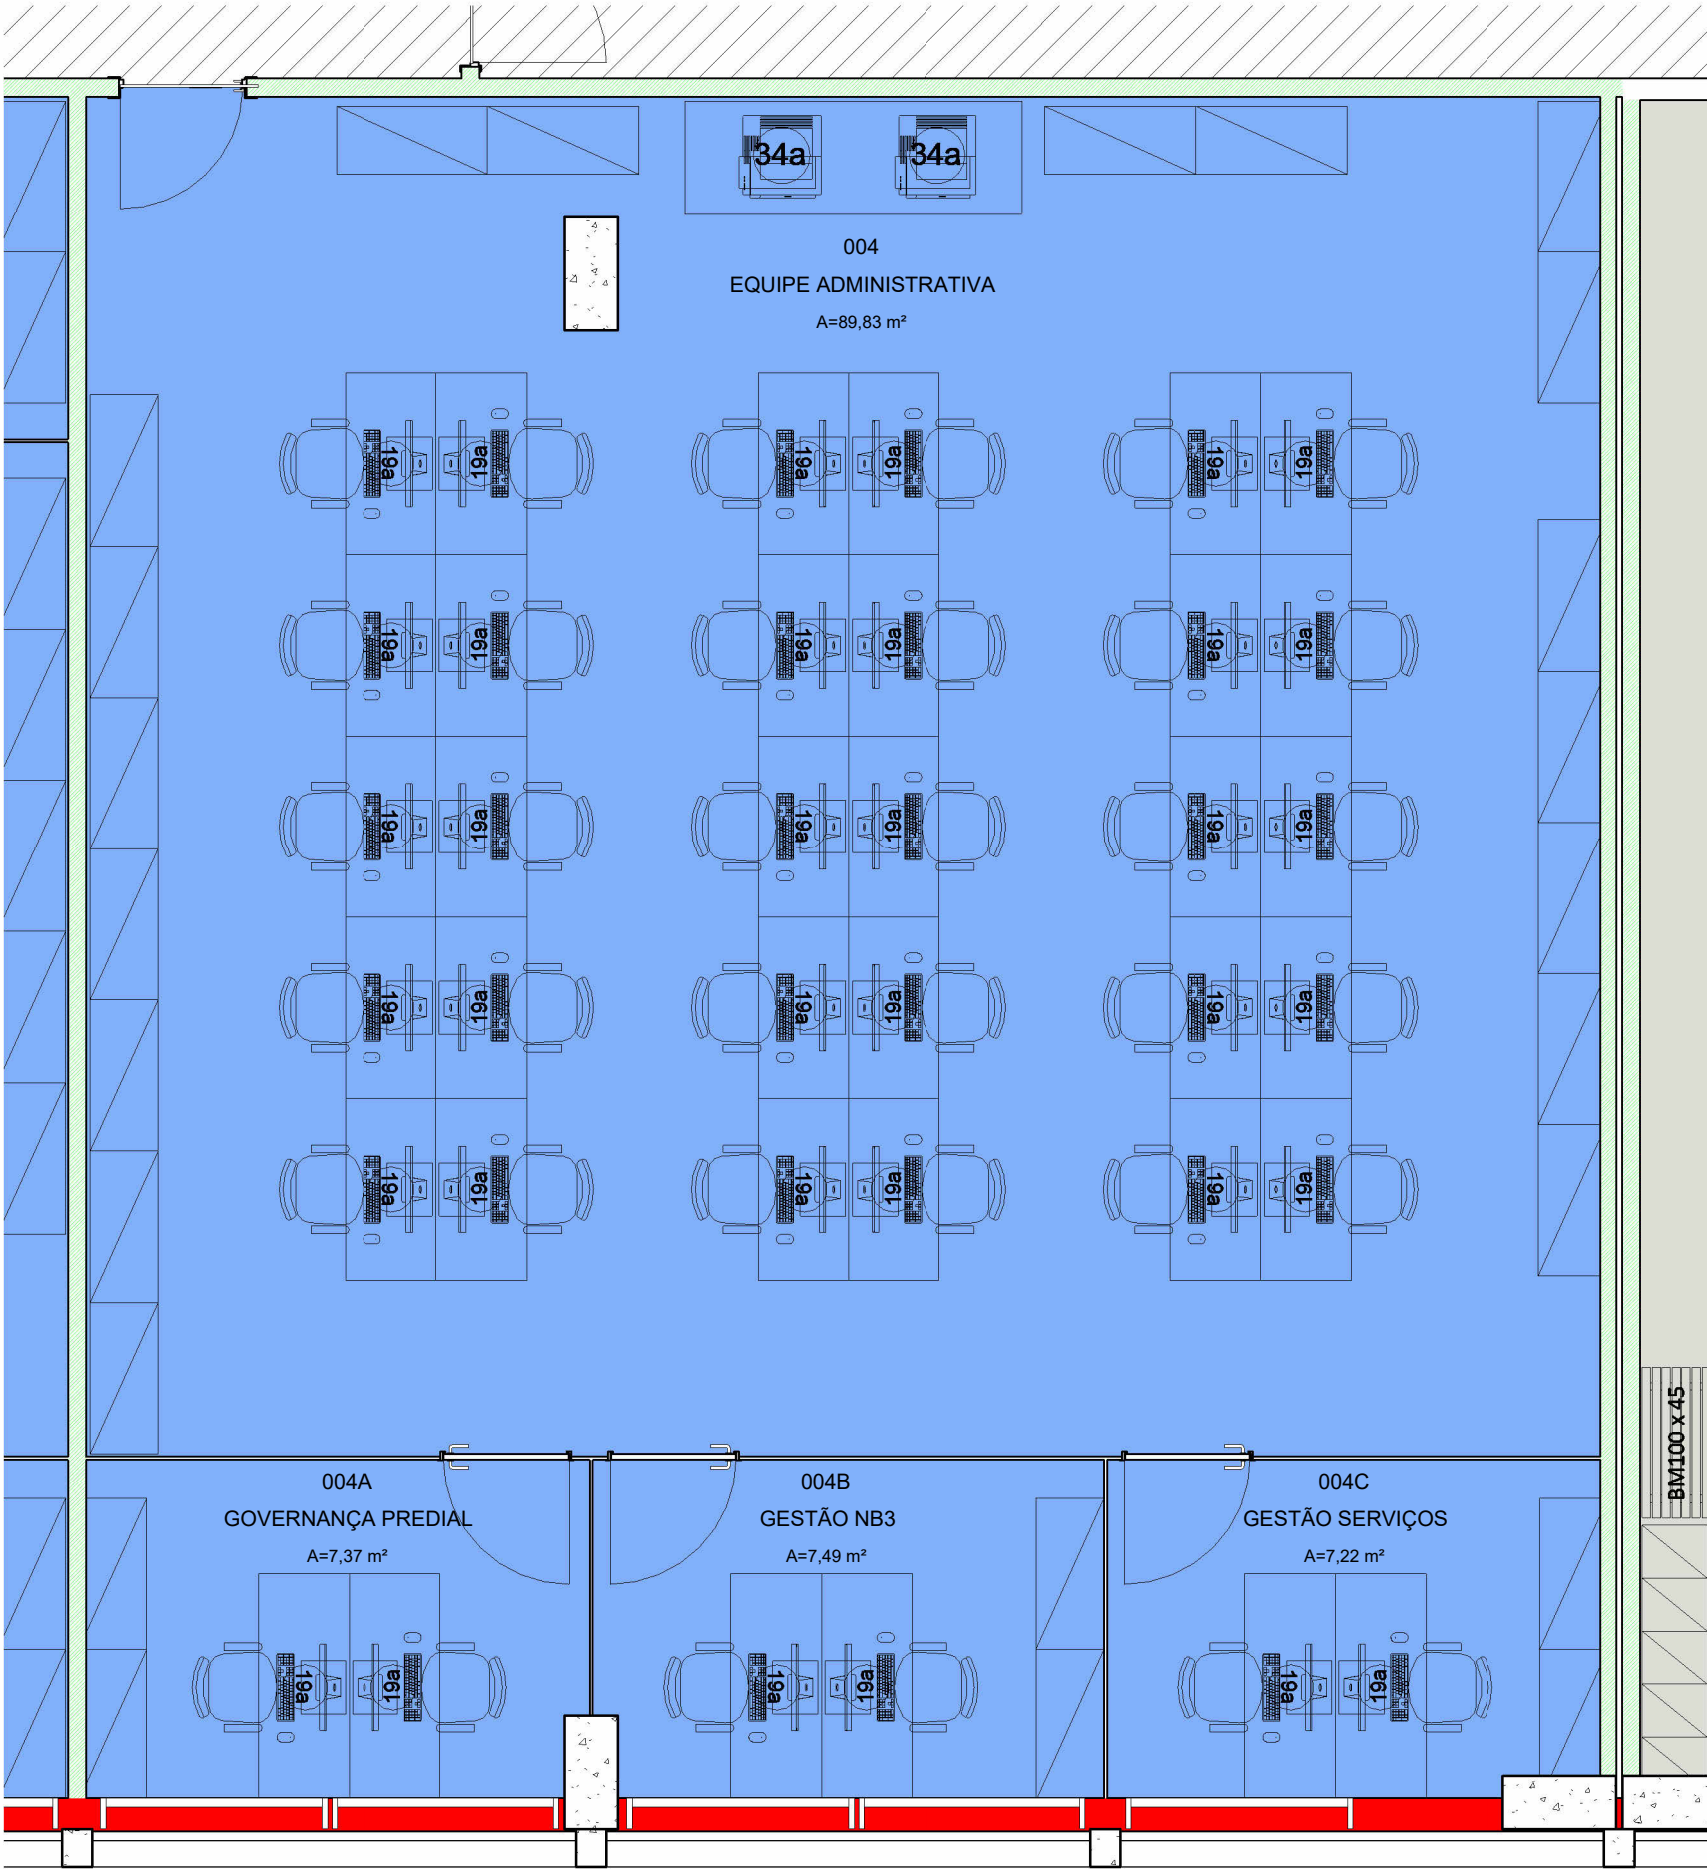 34a 34a
004
EQUIPE ADMINISTRATIVA
A=89,83 m²
19a 19a 19a 19a 19a 19a
19a 19a 19a 19a 19a 19a
19a 19a 19a 19a 19a 19a
19a 19a 19a 19a 19a 19a
19a 19a 19a 19a 19a 19a
BM100 x 45
004A
GOVERNANÇA PREDIAL
A=7,37 m²
004B
GESTÃO NB3
A=7,49 m²
004C
GESTÃO SERVIÇOS
A=7,22 m²
19a 19a 19a 19a 19a 19a